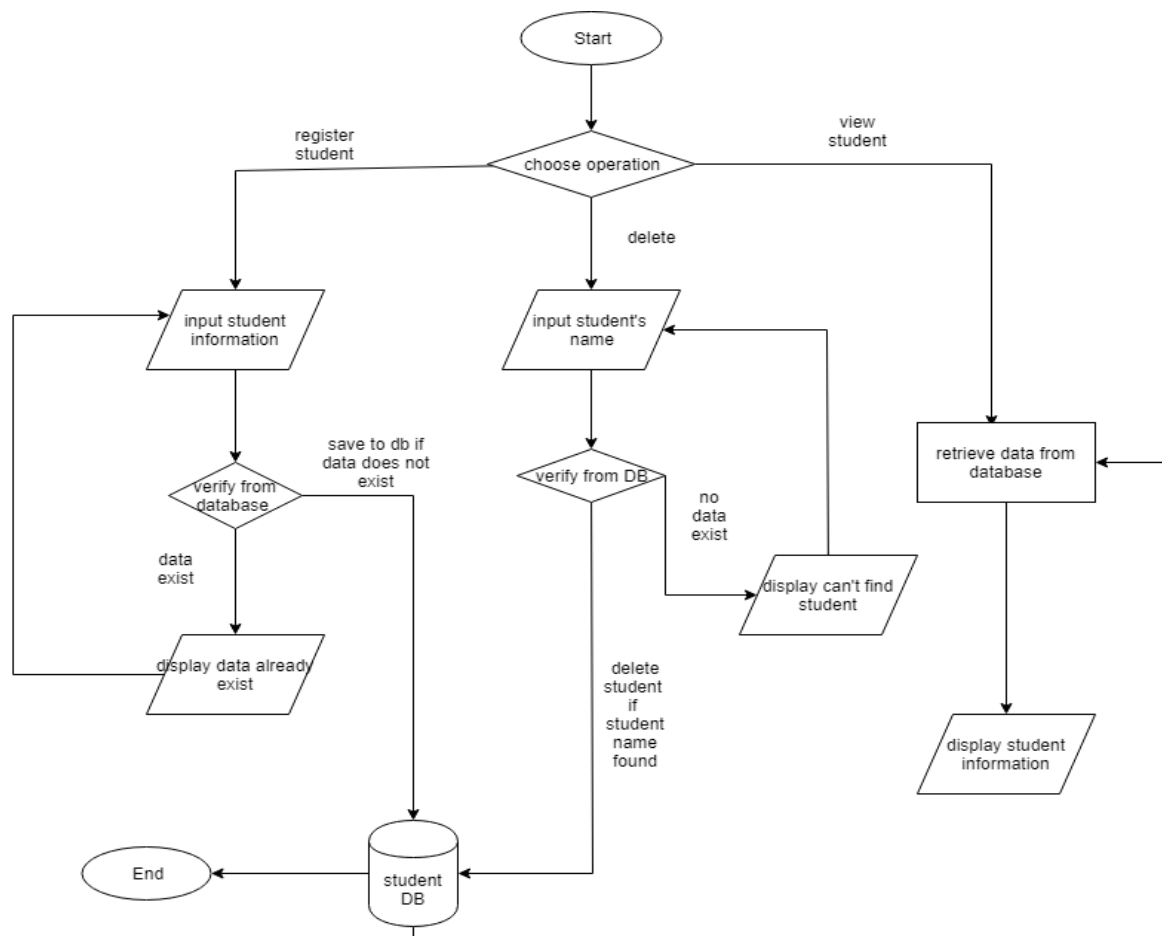 Start
choose operation
register
student
view
student
delete
input student
information
input student's
name
save to db if
data does not
exist
verify from
database
verify from DB
no
data
exist
retrieve data from
database
data
exist
display can't find
student
display data already
exist
delete
student
if
student
name
found
display student
information
student
DB
End